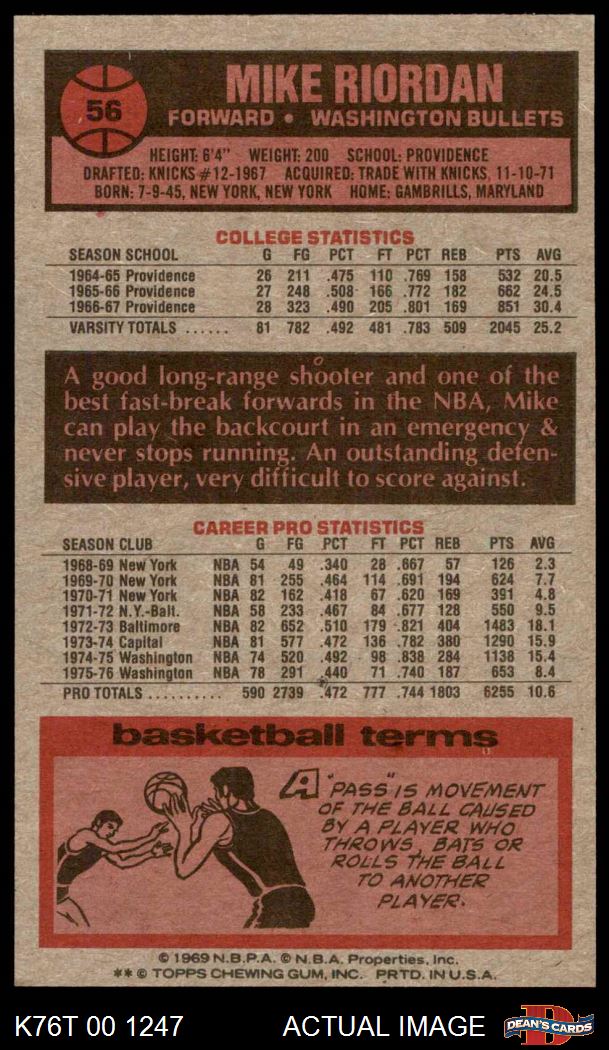 56
MIKE RIORDAN
FORWARD • WASHINGTON BULLETS
HEIGHT: 6'4" WEIGHT: 200 SCHOOL: PROVIDENCE
DRAFTED: KNICKS #12-1967 ACQUIRED: TRADE WITH KNICKS, 11-10-71
BORN: 7-9-45, NEW YORK, NEW YORK HOME: GAMBRILLS, MARYLAND
COLLEGE STATISTICS
SEASON SCHOOL G FG PCT FT PCT REB PTS AVG
1964-65 Providence 26 211 .475 110 .769 158 532 20.5
1965-66 Providence 27 248 .508 166 .772 182 662 24.5
1966-67 Providence 28 323 .490 205 .801 169 851 30.4
VARSITY TOTALS ...... 81 782 .492 481 .783 509 2045 25.2
A good long-range shooter and one of the
best fast-break forwards in the NBA, Mike
can play the backcourt in an emergency &
never stops running. An outstanding defen-
sive player, very difficult to score against.
CAREER PRO STATISTICS
SEASON CLUB G FG PCT FT PCT REB PTS AVG
1968-69 New York NBA 54 49 .340 28 .667 57 126 2.3
1969-70 New York NBA 81 255 .464 114 .691 194 624 7.7
1970-71 New York NBA 82 162 .418 67 .620 169 391 4.8
1971-72 N.Y.-Balt. NBA 58 233 .467 84 .677 128 550 9.5
1972-73 Baltimore NBA 82 652 .510 179 .821 404 1483 18.1
1973-74 Capital NBA 81 577 .472 136 .782 380 1290 15.9
1974-75 Washington NBA 74 520 .492 98 .838 284 1138 15.4
1975-76 Washington NBA 78 291 .440 71 .740 187 653 8.4
PRO TOTALS .......... 590 2739 .472 777 .744 1803 6255 10.6
basketball terms
A "PASS" IS MOVEMENT
OF THE BALL CAUSED
BY A PLAYER WHO
THROWS, BATS OR
ROLLS THE BALL
TO ANOTHER
PLAYER.
© 1969 N.B.P.A. © N.B.A. Properties, Inc.
** © TOPPS CHEWING GUM, INC. PRTD. IN U.S.A.
K76T 00 1247 ACTUAL IMAGE
D
DEAN'S CARDS